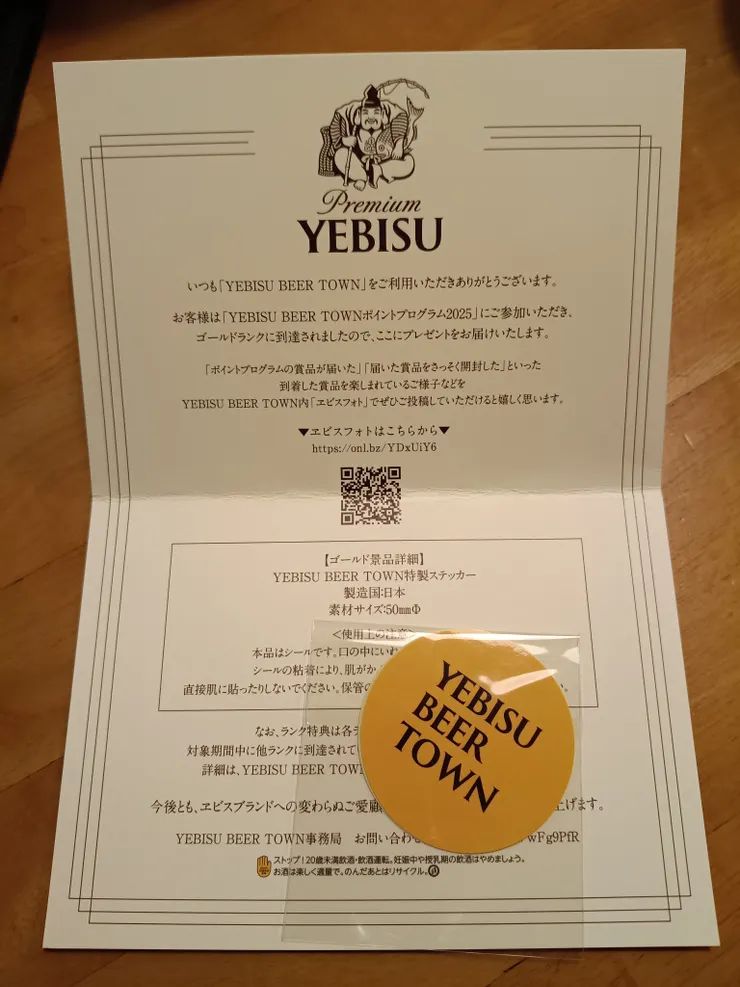 Premium
YEBISU
いつも「YEBISU BEER TOWN」をご利用いただきありがとうございます。
お客様は「YEBISU BEER TOWNポイントプログラム2025」にご参加いただき、
ゴールドランクに到達されましたので、ここにプレゼントをお届けいたします。
「ポイントプログラムの賞品が届いた」「届いた賞品をさっそく開封した」といった
到着した賞品を楽しまれているご様子などを
YEBISU BEER TOWN内「ヱビスフォト」でぜひご投稿していただけると嬉しく思います。
▼ヱビスフォトはこちらから▼
https://onl.bz/YDxUiY6
【ゴールド景品詳細】
YEBISU BEER TOWN特製ステッカー
製造国:日本
素材サイズ:50㎜Φ
<使用上の注意>
本品はシールです。口の中にいれ
シールの粘着により、肌がか
直接肌に貼ったりしないでください。保管の
い。
なお、ランク特典は各
対象期間中に他ランクに到達されて
詳細は、YEBISU BEER TOW
今後とも、ヱビスブランドへの変わらぬご愛顧
上げます。
YEBISU BEER TOWN事務局 お問い合わ
wFg9PfR
ストップ!20歳未満飲酒・飲酒運転。妊娠中や授乳期の飲酒はやめましょう。
お酒は楽しく適量で。のんだあとはリサイクル。
YEBISU
BEER
TOWN